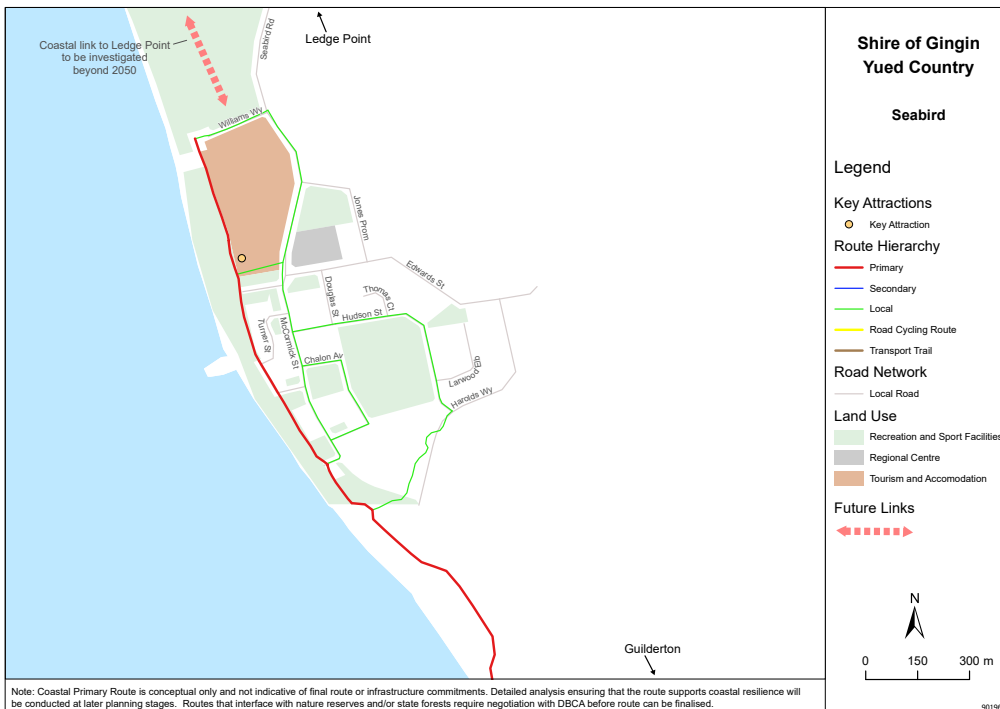 Coastal link to Ledge Point
to be investigated
beyond 2050
Seabird Rd
Ledge Point
Williams Wy
Jones Prom
Edwards St
Thomas Ct
Douglas St
Hudson St
Turner St
McCormick St
Chalon Av
Larwood Eib
Harolds Wy
Guilderton
Note: Coastal Primary Route is conceptual only and not indicative of final route or infrastructure commitments. Detailed analysis ensuring that the route supports coastal resilience will
be conducted at later planning stages. Routes that interface with nature reserves and/or state forests require negotiation with DBCA before route can be finalised.
Shire of Gingin
Yued Country
Seabird
Legend
Key Attractions
Key Attraction
Route Hierarchy
Primary
Secondary
Local
Road Cycling Route
Transport Trail
Road Network
Local Road
Land Use
Recreation and Sport Facilities
Regional Centre
Tourism and Accomodation
Future Links
N
0 150 300 m
90196